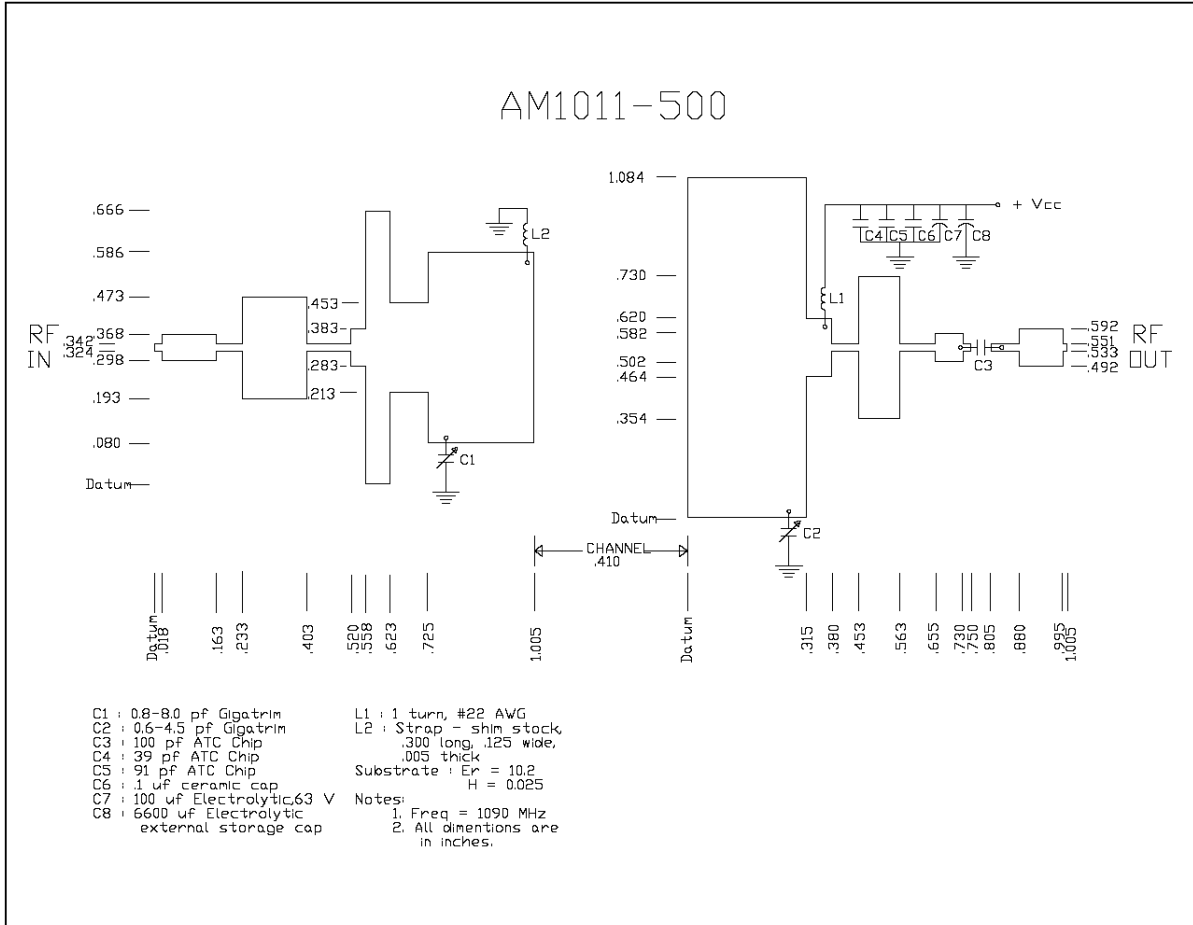 AM1011-500
.666
.586
.473
.368
.342
.324
.298
.193
.080
Datum
RF
IN
.453
.383
.283
.213
L2
C1
1.084
.730
.620
.582
.502
.464
.354
Datum
+ Vcc
C4
C5
C6
C7
C8
L1
C3
C2
.592
.551
.533
.492
RF
OUT
CHANNEL
.410
Datum
.018
.163
.233
.403
.520
.558
.623
.725
1.005
Datum
.315
.380
.453
.563
.655
.730
.750
.805
.880
.995
1.005
C1 : 0.8-8.0 pf Gigatrim
C2 : 0.6-4.5 pf Gigatrim
C3 : 100 pf ATC Chip
C4 : 39 pf ATC Chip
C5 : 91 pf ATC Chip
C6 : .1 uf ceramic cap
C7 : 100 uf Electrolytic,63 V
C8 : 6600 uf Electrolytic
external storage cap
L1 : 1 turn, #22 AWG
L2 : Strap - shim stock,
.300 long, .125 wide,
.005 thick
Substrate : Er = 10.2
H = 0.025
Notes:
1. Freq = 1090 MHz
2. All dimentions are
in inches.